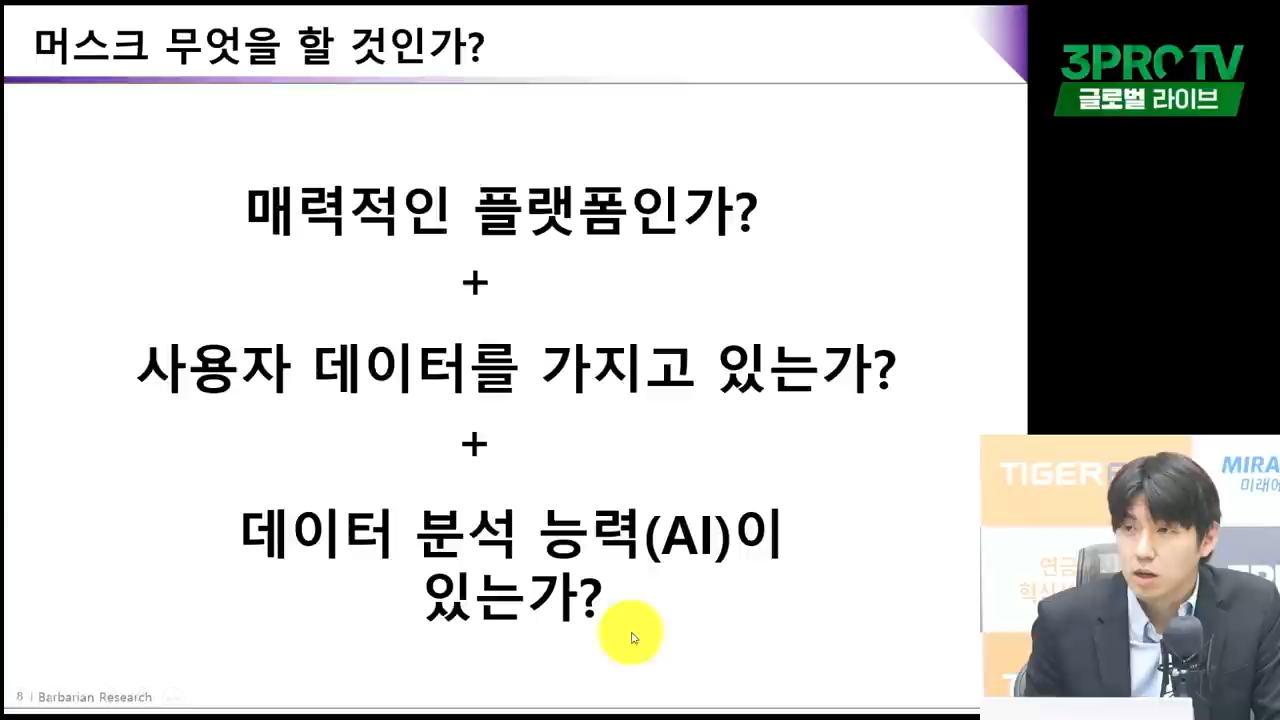 머스크 무엇을 할 것인가?
3PRO TV
글로벌 라이브
매력적인 플랫폼인가?
+
사용자 데이터를 가지고 있는가?
+
데이터 분석 능력(AI)이
있는가?
TIGER
MIRA
미래에
연금
8 | Barbarian Research